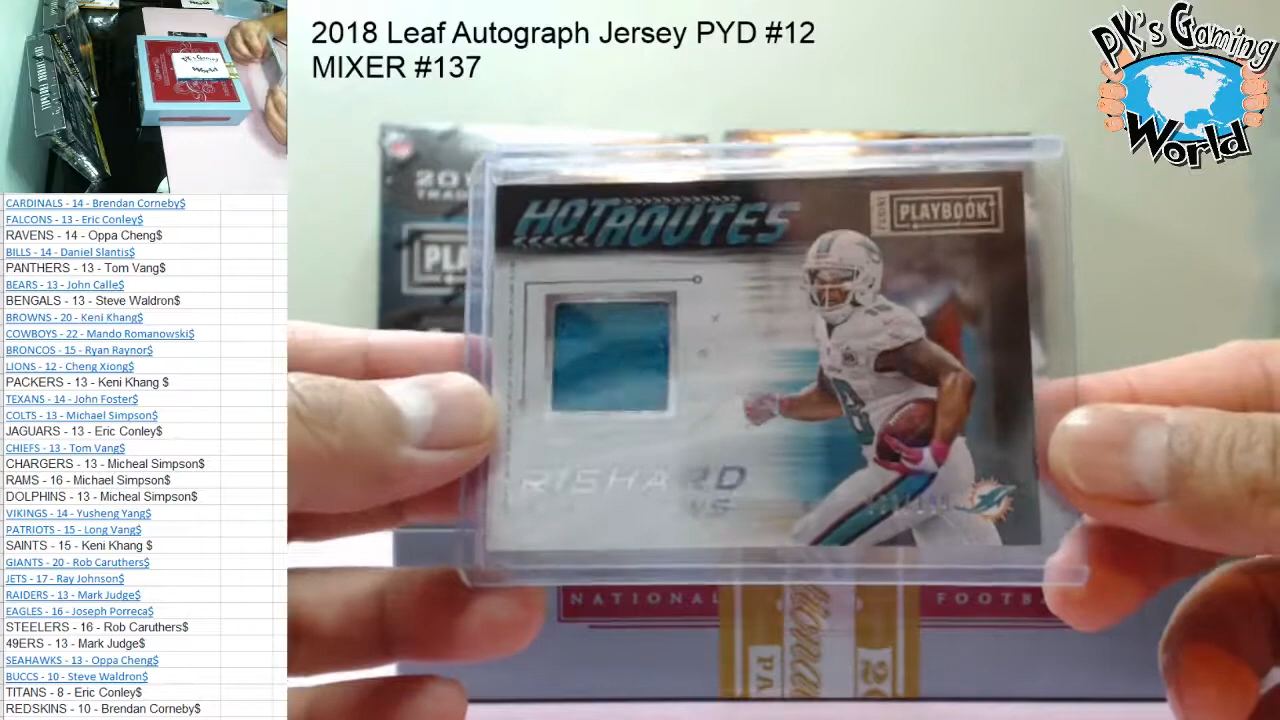 2018 Leaf Autograph Jersey PYD #12
MIXER #137
PK's Gaming
World
CARDINALS - 14 - Brendan Corneby$
FALCONS - 13 - Eric Conley$
RAVENS - 14 - Oppa Cheng$
BILLS - 14 - Daniel Slantis$
PANTHERS - 13 - Tom Vang$
BEARS - 13 - John Calle$
BENGALS - 13 - Steve Waldron$
BROWNS - 20 - Keni Khang$
COWBOYS - 22 - Mando Romanowski$
BRONCOS - 15 - Ryan Raynor$
LIONS - 12 - Cheng Xiong$
PACKERS - 13 - Keni Khang $
TEXANS - 14 - John Foster$
COLTS - 13 - Michael Simpson$
JAGUARS - 13 - Eric Conley$
CHIEFS - 13 - Tom Vang$
CHARGERS - 13 - Micheal Simpson$
RAMS - 16 - Michael Simpson$
DOLPHINS - 13 - Micheal Simpson$
VIKINGS - 14 - Yusheng Yang$
PATRIOTS - 15 - Long Vang$
SAINTS - 15 - Keni Khang $
GIANTS - 20 - Rob Caruthers$
JETS - 17 - Ray Johnson$
RAIDERS - 13 - Mark Judge$
EAGLES - 16 - Joseph Porreca$
STEELERS - 16 - Rob Caruthers$
49ERS - 13 - Mark Judge$
SEAHAWKS - 13 - Oppa Cheng$
BUCCS - 10 - Steve Waldron$
TITANS - 8 - Eric Conley$
REDSKINS - 10 - Brendan Corneby$
HOT ROUTES
PANINI PLAYBOOK
RISHARD
NATIONAL FOOTB